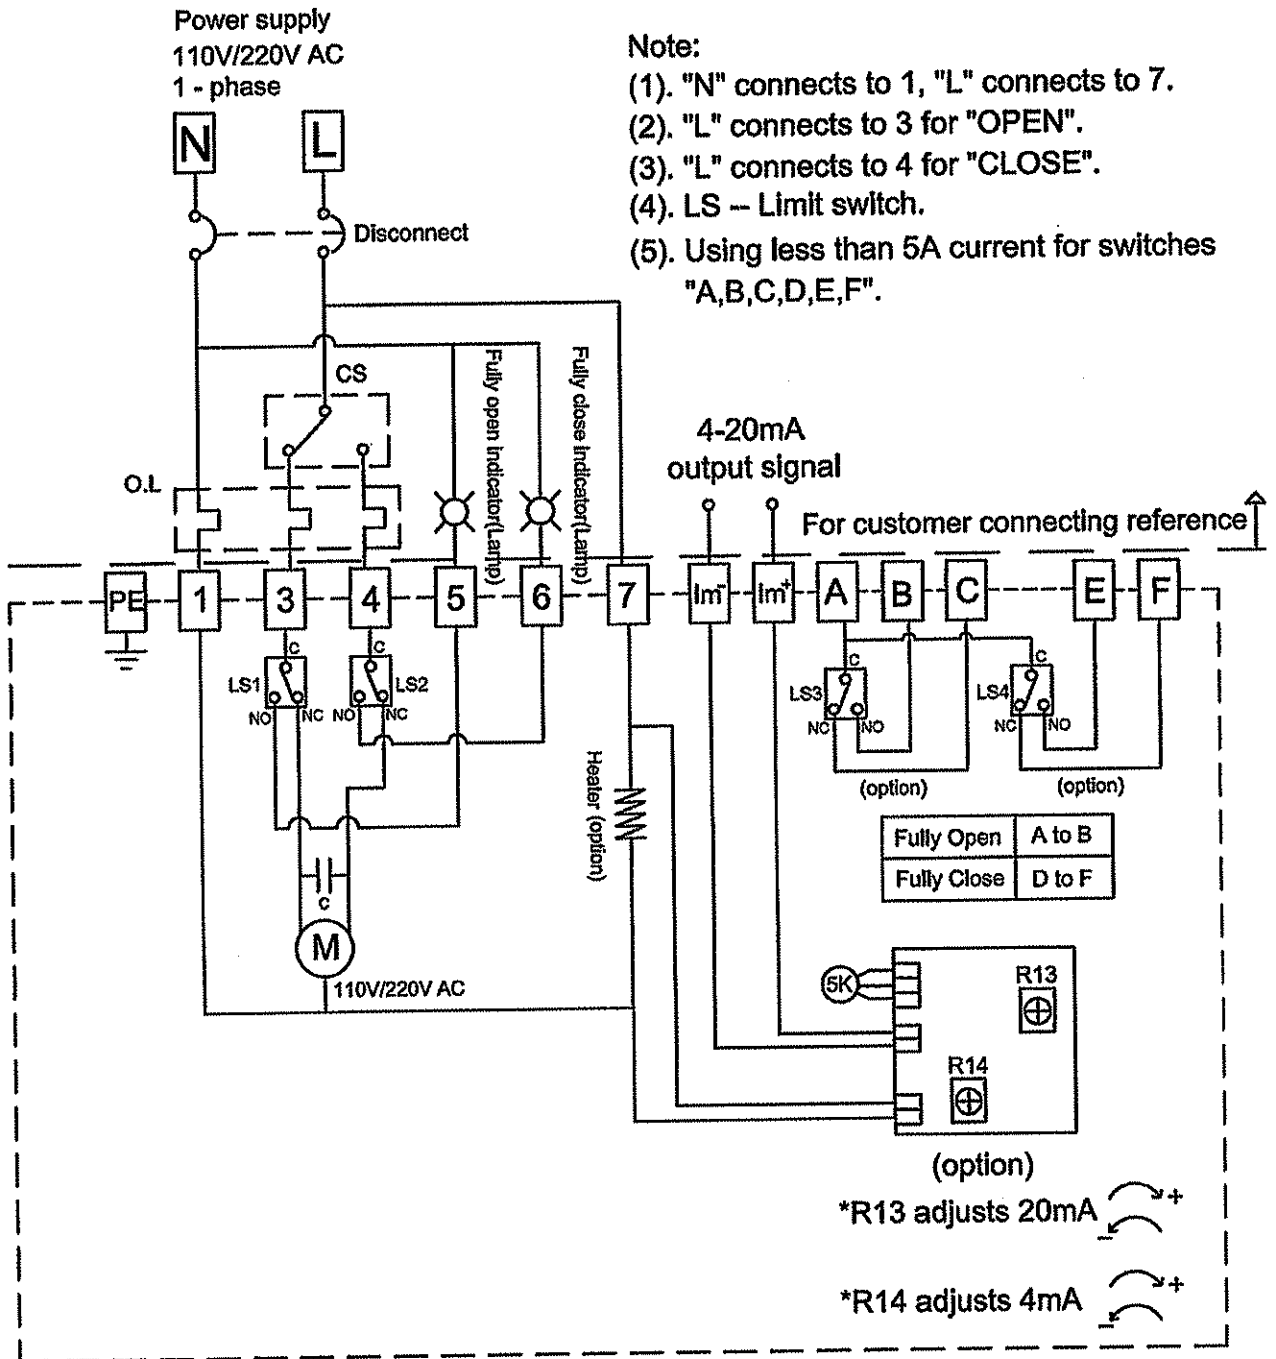 Power supply
110V/220V AC
1 - phase
N
L
Disconnect
Note:
(1). "N" connects to 1, "L" connects to 7.
(2). "L" connects to 3 for "OPEN".
(3). "L" connects to 4 for "CLOSE".
(4). LS -- Limit switch.
(5). Using less than 5A current for switches
"A,B,C,D,E,F".
CS
O.L
Fully open indicator(Lamp)
Fully close indicator(Lamp)
4-20mA
output signal
For customer connecting reference
PE
1
3
4
5
6
7
Im-
Im+
A
B
C
E
F
C
LS1
NO
NC
C
LS2
NO
NC
C
LS3
NC
NO
(option)
C
LS4
NC
NO
(option)
Heater (option)
C
M
110V/220V AC
Fully Open A to B
Fully Close D to F
5K
R13
R14
(option)
*R13 adjusts 20mA + −
*R14 adjusts 4mA + −